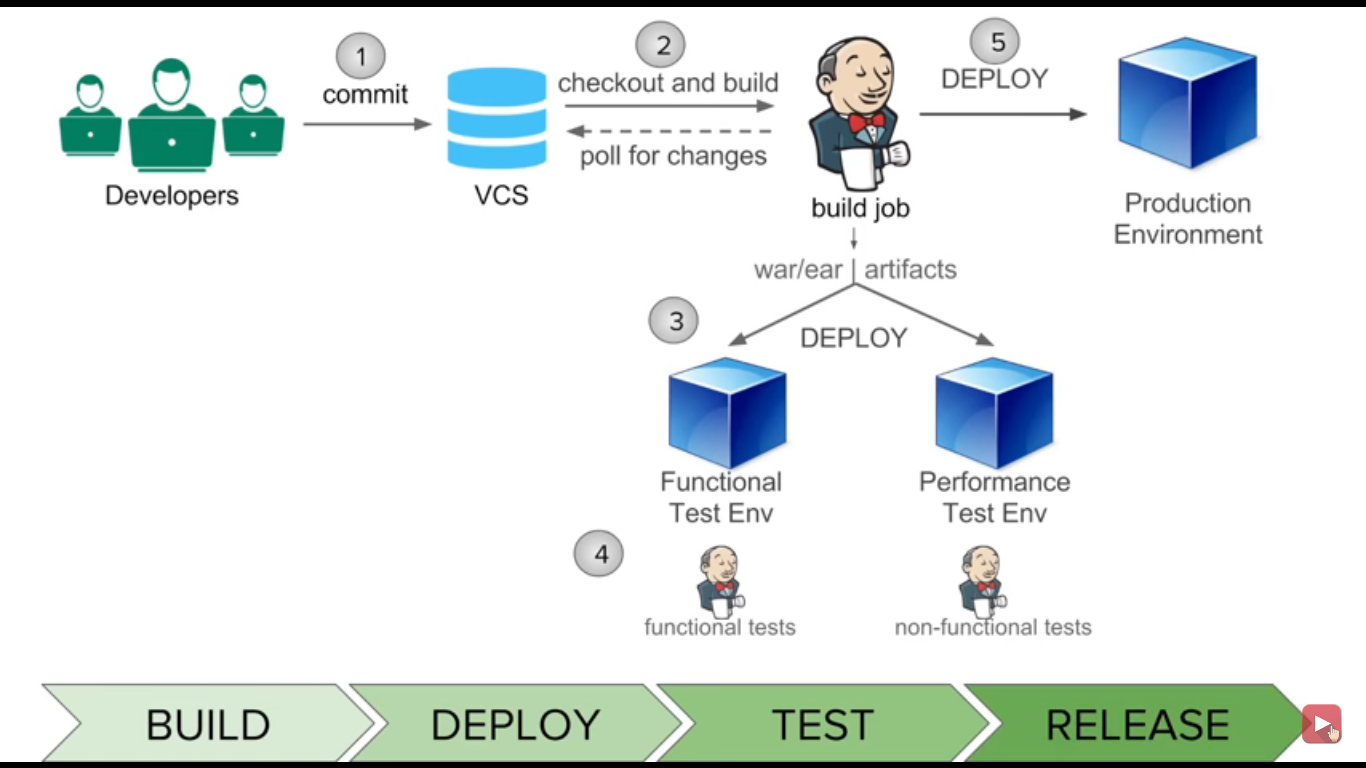 1
commit
Developers
VCS
2
checkout and build
poll for changes
build job
5
DEPLOY
Production
Environment
war/ear | artifacts
3
DEPLOY
Functional
Test Env
Performance
Test Env
4
functional tests
non-functional tests
BUILD
DEPLOY
TEST
RELEASE